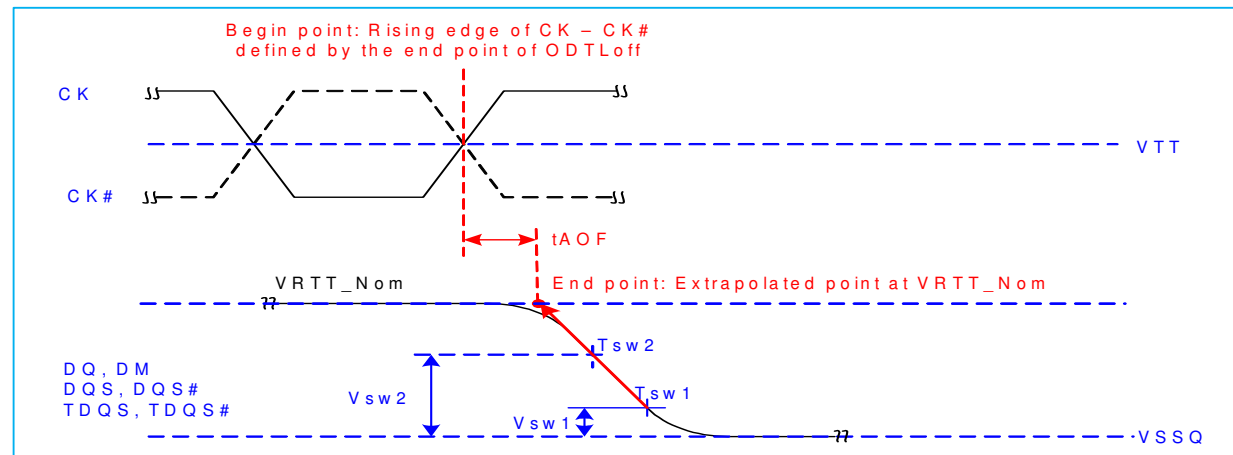 Begin point: Rising edge of CK – CK#
defined by the end point of ODTLoff
CK
VTT
CK#
tAOF
VRTT_Nom
End point: Extrapolated point at VRTT_Nom
Tsw2
DQ, DM
DQS, DQS#
TDQS, TDQS#
Vsw2
Tsw1
Vsw1
VSSQ